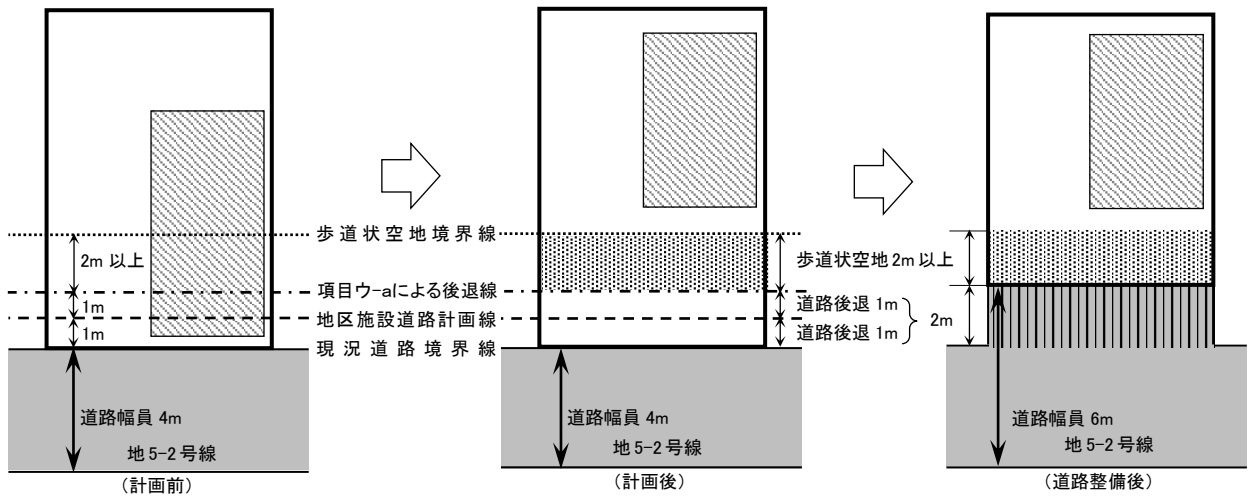 歩道状空地境界線
2m 以上
歩道状空地 2m 以上
項目ウ-aによる後退線
1m
道路後退 1m
地区施設道路計画線
2m
1m
道路後退 1m
現況道路境界線
道路幅員 4m
地 5-2 号線
(計画前)
道路幅員 4m
地 5-2 号線
(計画後)
道路幅員 6m
地 5-2 号線
(道路整備後)